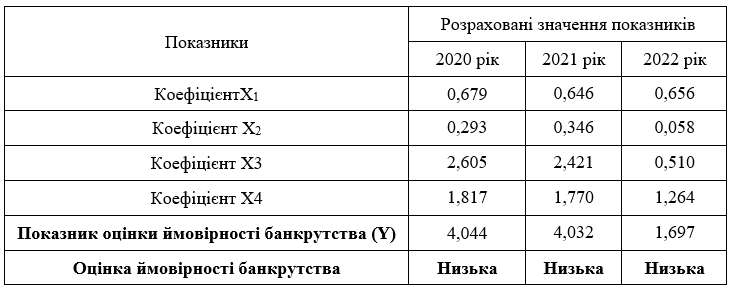 Показники
Розраховані значення показників
2020 рік 2021 рік 2022 рік
КоефіцієнтX1 0,679 0,646 0,656
Коефіцієнт X2 0,293 0,346 0,058
Коефіцієнт X3 2,605 2,421 0,510
Коефіцієнт X4 1,817 1,770 1,264
Показник оцінки ймовірності банкрутства (Y) 4,044 4,032 1,697
Оцінка ймовірності банкрутства Низька Низька Низька